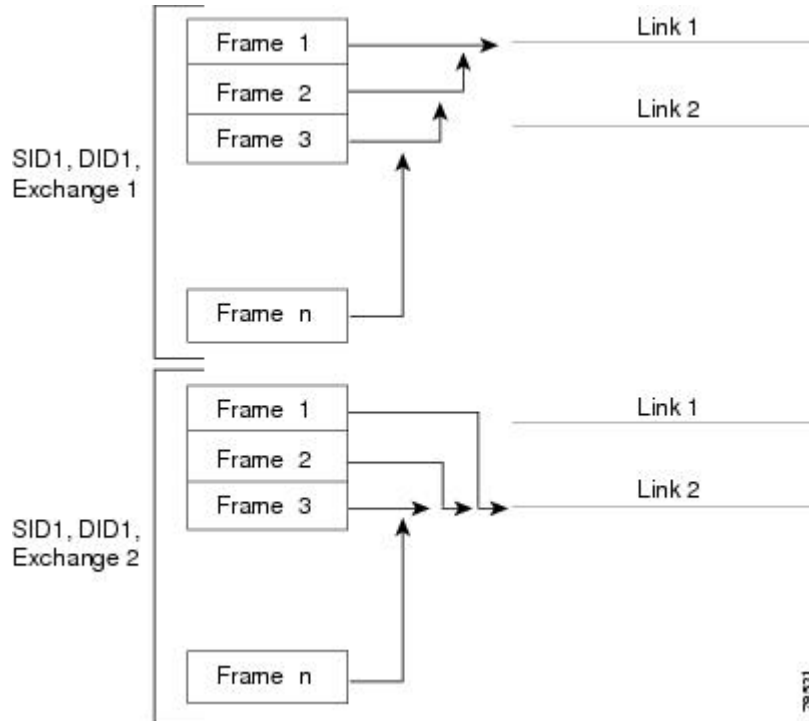 Frame 1
Link 1
Frame 2
Link 2
Frame 3
SID1, DID1,
Exchange 1
Frame n
Frame 1
Link 1
Frame 2
Link 2
Frame 3
SID1, DID1,
Exchange 2
Frame n